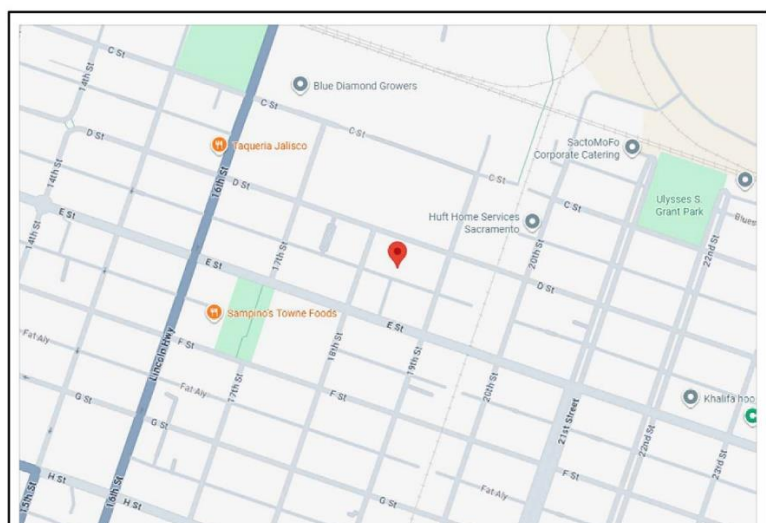 C St
14th St
Blue Diamond Growers
C St
C St
D St
Taqueria Jalisco
16th St
SactoMoFo
Corporate Catering
14th St
D St
C St
Ulysses S.
Grant Park
C St
Blues
E St
14th St
Huft Home Services
Sacramento
20th St
22nd St
17th St
E St
D St
Sampino's Towne Foods
E St
Fat Aly
Lincoln Hwy
F St
18th St
19th St
20th St
Fat Aly
17th St
F St
Khalifa hoo
G St
21st Street
22nd St
23rd St
G St
F St
H St
15th St
16th St
H St
G St
Fat Aly